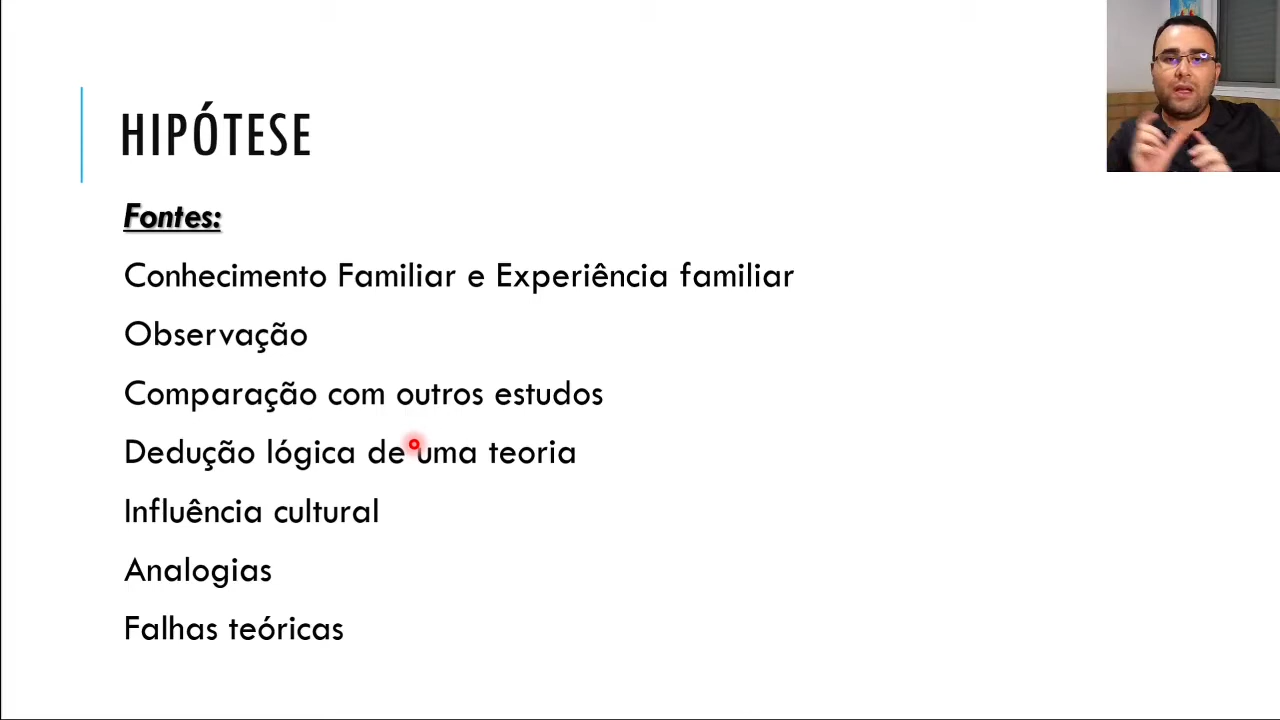 HIPÓTESE
Fontes:
Conhecimento Familiar e Experiência familiar
Observação
Comparação com outros estudos
Dedução lógica de uma teoria
Influência cultural
Analogias
Falhas teóricas